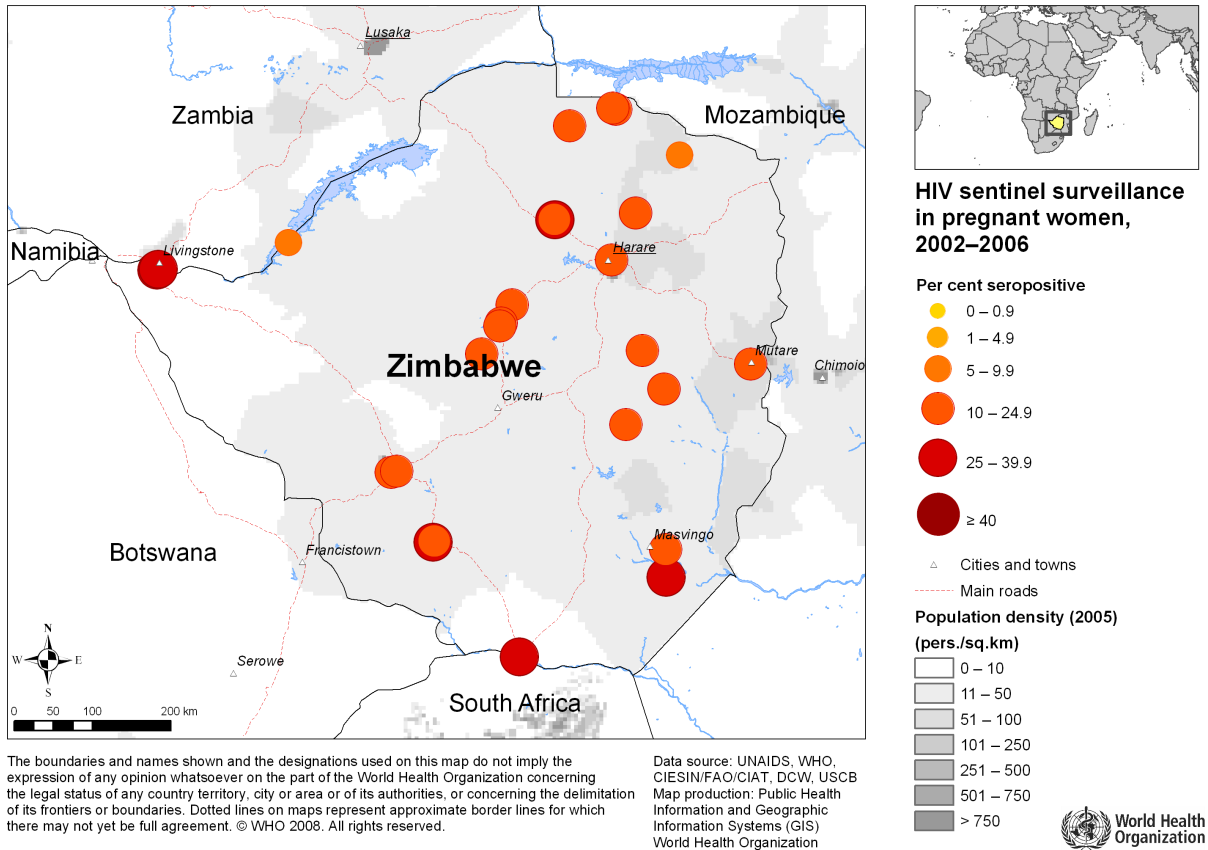 Lusaka
Zambia
Mozambique
Namibia
Livingstone
Harare
Zimbabwe
Mutare
Chimoio
Gweru
Masvingo
Botswana
Francistown
Serowe
South Africa
N
W E
S
0 50 100 200 km
HIV sentinel surveillance
in pregnant women,
2002–2006
Per cent seropositive
0 – 0.9
1 – 4.9
5 – 9.9
10 – 24.9
25 – 39.9
≥ 40
Cities and towns
Main roads
Population density (2005)
(pers./sq.km)
0 – 10
11 – 50
51 – 100
101 – 250
251 – 500
501 – 750
> 750
The boundaries and names shown and the designations used on this map do not imply the
expression of any opinion whatsoever on the part of the World Health Organization concerning
the legal status of any country territory, city or area or of its authorities, or concerning the delimitation
of its frontiers or boundaries. Dotted lines on maps represent approximate border lines for which
there may not yet be full agreement. © WHO 2008. All rights reserved.
Data source: UNAIDS, WHO,
CIESIN/FAO/CIAT, DCW, USCB
Map production: Public Health
Information and Geographic
Information Systems (GIS)
World Health Organization
World Health
Organization